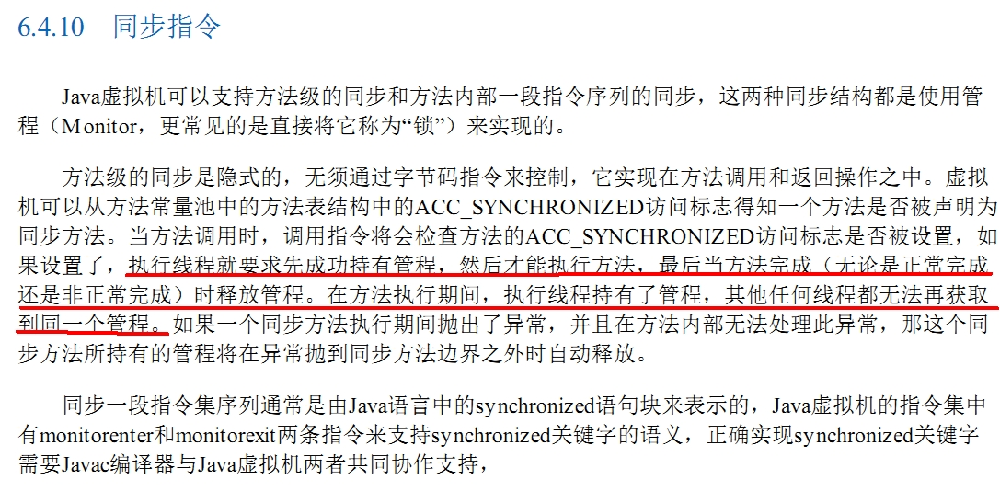 6.4.10 同步指令
Java虚拟机可以支持方法级的同步和方法内部一段指令序列的同步，这两种同步结构都是使用管
程（Monitor，更常见的是直接将它称为“锁”）来实现的。
方法级的同步是隐式的，无须通过字节码指令来控制，它实现在方法调用和返回操作之中。虚拟
机可以从方法常量池中的方法表结构中的ACC_SYNCHRONIZED访问标志得知一个方法是否被声明为
同步方法。当方法调用时，调用指令将会检查方法的ACC_SYNCHRONIZED访问标志是否被设置，如
果设置了，执行线程就要求先成功持有管程，然后才能执行方法，最后当方法完成（无论是正常完成
还是非正常完成）时释放管程。在方法执行期间，执行线程持有了管程，其他任何线程都无法再获取
到同一个管程。如果一个同步方法执行期间抛出了异常，并且在方法内部无法处理此异常，那这个同
步方法所持有的管程将在异常抛到同步方法边界之外时自动释放。
同步一段指令集序列通常是由Java语言中的synchronized语句块来表示的，Java虚拟机的指令集中
有monitorenter和monitorexit两条指令来支持synchronized关键字的语义，正确实现synchronized关键字
需要Javac编译器与Java虚拟机两者共同协作支持，